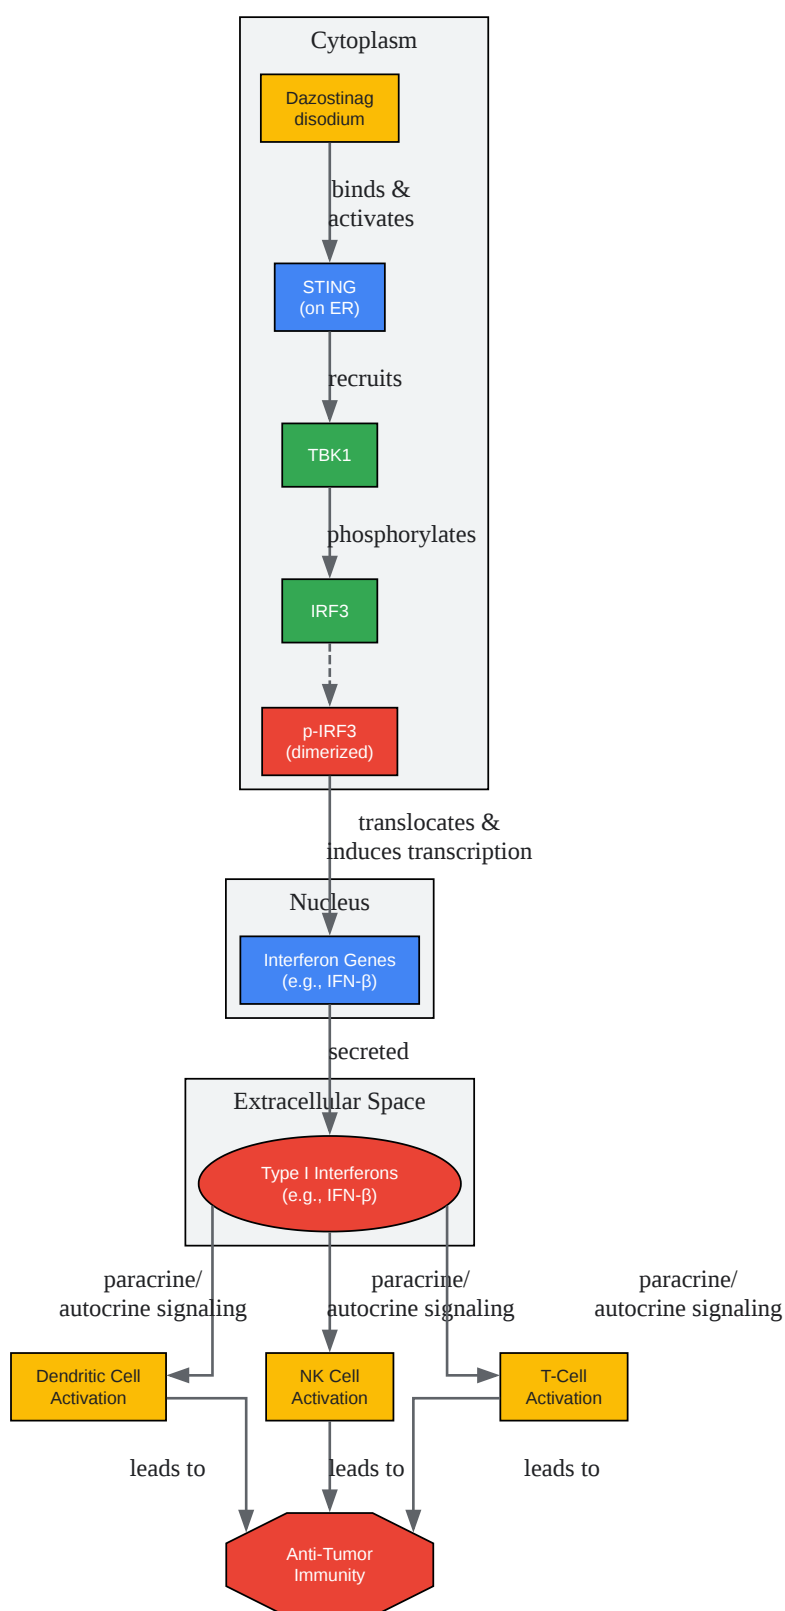 Cytoplasm
Dazostinag
disodium
binds &
activates
STING
(on ER)
recruits
TBK1
phosphorylates
IRF3
p-IRF3
(dimerized)
translocates &
induces transcription
Nucleus
Interferon Genes
(e.g., IFN-β)
secreted
Extracellular Space
Type I Interferons
(e.g., IFN-β)
paracrine/
autocrine signaling
paracrine/
autocrine signaling
paracrine/
autocrine signaling
Dendritic Cell
Activation
NK Cell
Activation
T-Cell
Activation
leads to
leads to
leads to
Anti-Tumor
Immunity